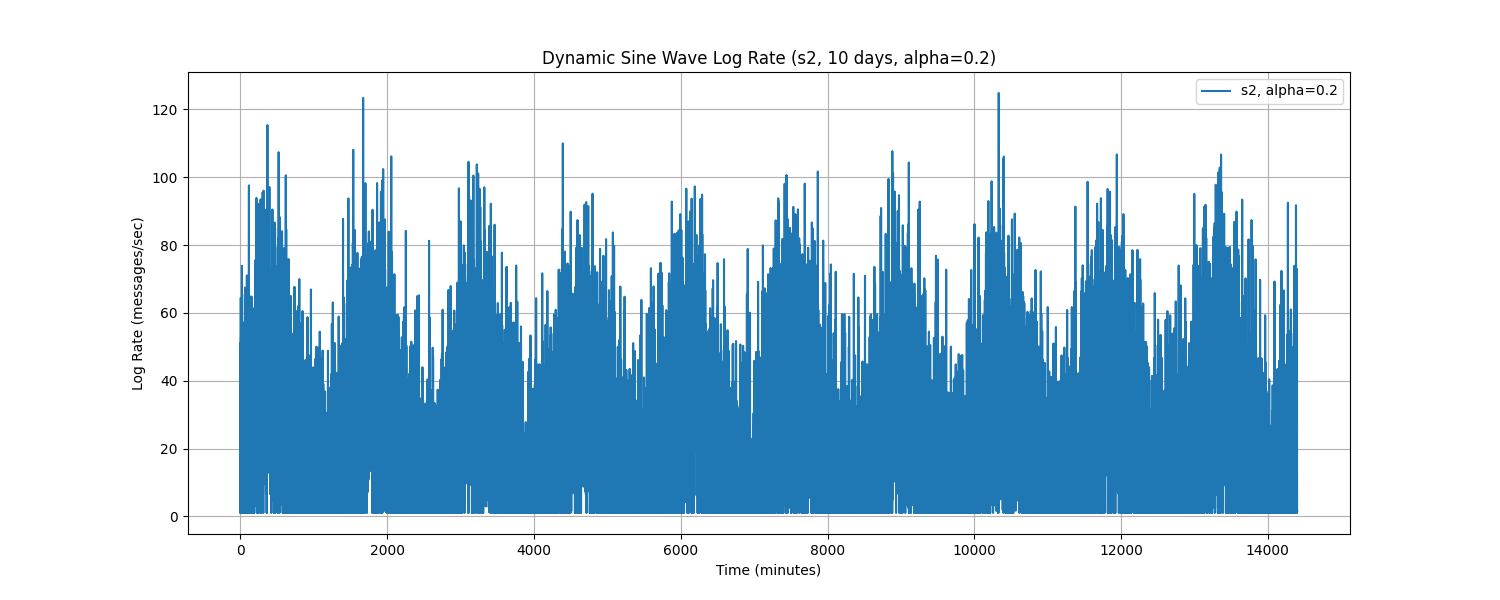 Dynamic Sine Wave Log Rate (s2, 10 days, alpha=0.2)
s2, alpha=0.2
Log Rate (messages/sec)
120
100
80
60
40
20
0
0 2000 4000 6000 8000 10000 12000 14000
Time (minutes)